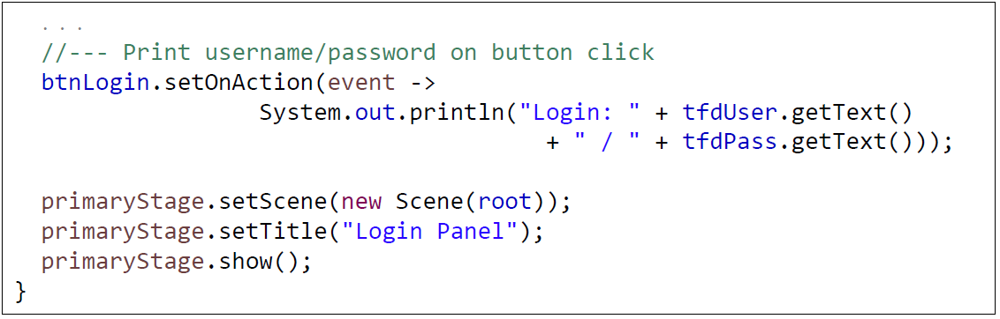 . . .
//--- Print username/password on button click
btnLogin.setOnAction(event ->
System.out.println("Login: " + tfdUser.getText()
+ " / " + tfdPass.getText()));
primaryStage.setScene(new Scene(root));
primaryStage.setTitle("Login Panel");
primaryStage.show();
}